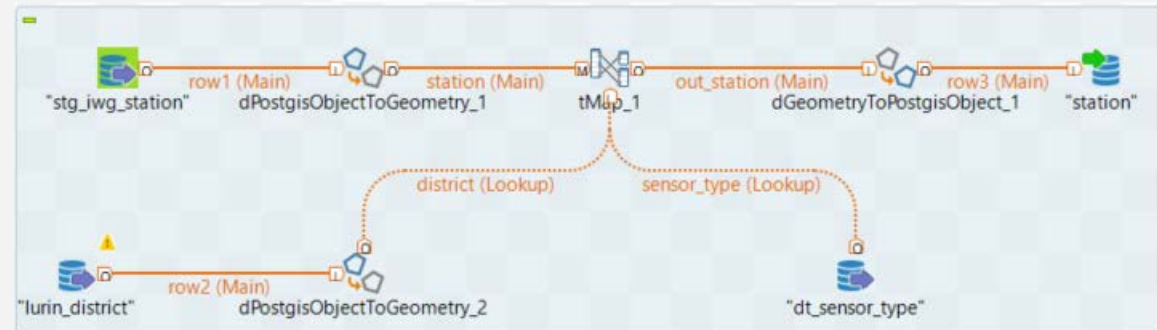 row1 (Main)
station (Main)
out_station (Main)
row3 (Main)
"stg_iwg_station"
dPostgisObjectToGeometry_1
tMap_1
dGeometryToPostgisObject_1
"station"
district (Lookup)
sensor_type (Lookup)
row2 (Main)
"lurin_district"
dPostgisObjectToGeometry_2
"dt_sensor_type"